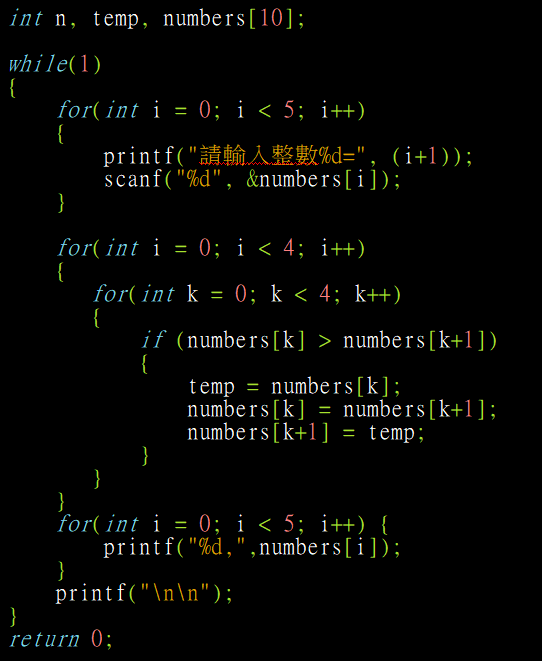 int n, temp, numbers[10];
while(1)
{
for(int i = 0; i < 5; i++)
{
printf("請輸入整數%d=", (i+1));
scanf("%d", &numbers[i]);
}
for(int i = 0; i < 4; i++)
{
for(int k = 0; k < 4; k++)
{
if (numbers[k] > numbers[k+1])
{
temp = numbers[k];
numbers[k] = numbers[k+1];
numbers[k+1] = temp;
}
}
}
for(int i = 0; i < 5; i++) {
printf("%d,",numbers[i]);
}
printf("\n\n");
}
return 0;